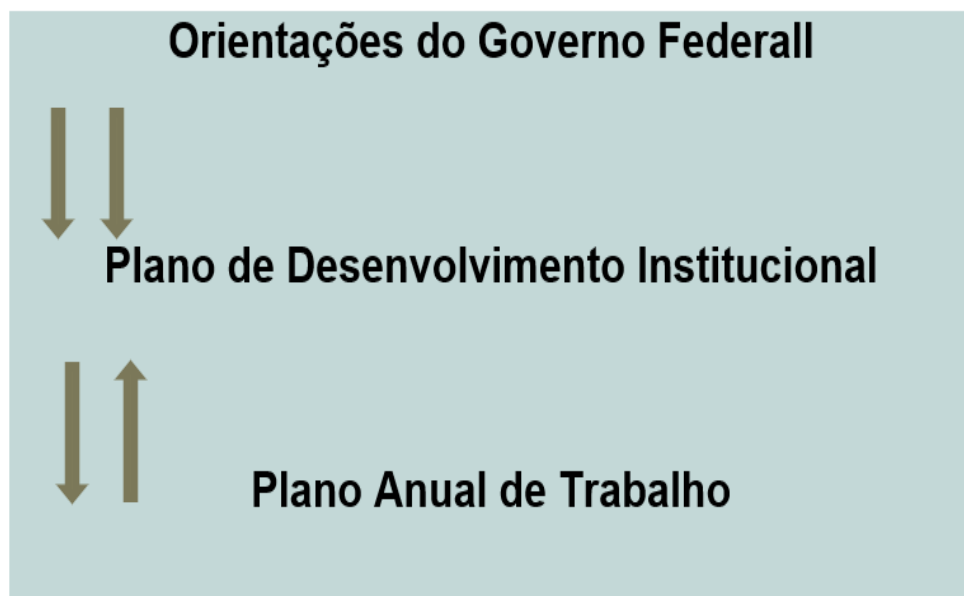 Orientações do Governo Federall
Plano de Desenvolvimento Institucional
Plano Anual de Trabalho